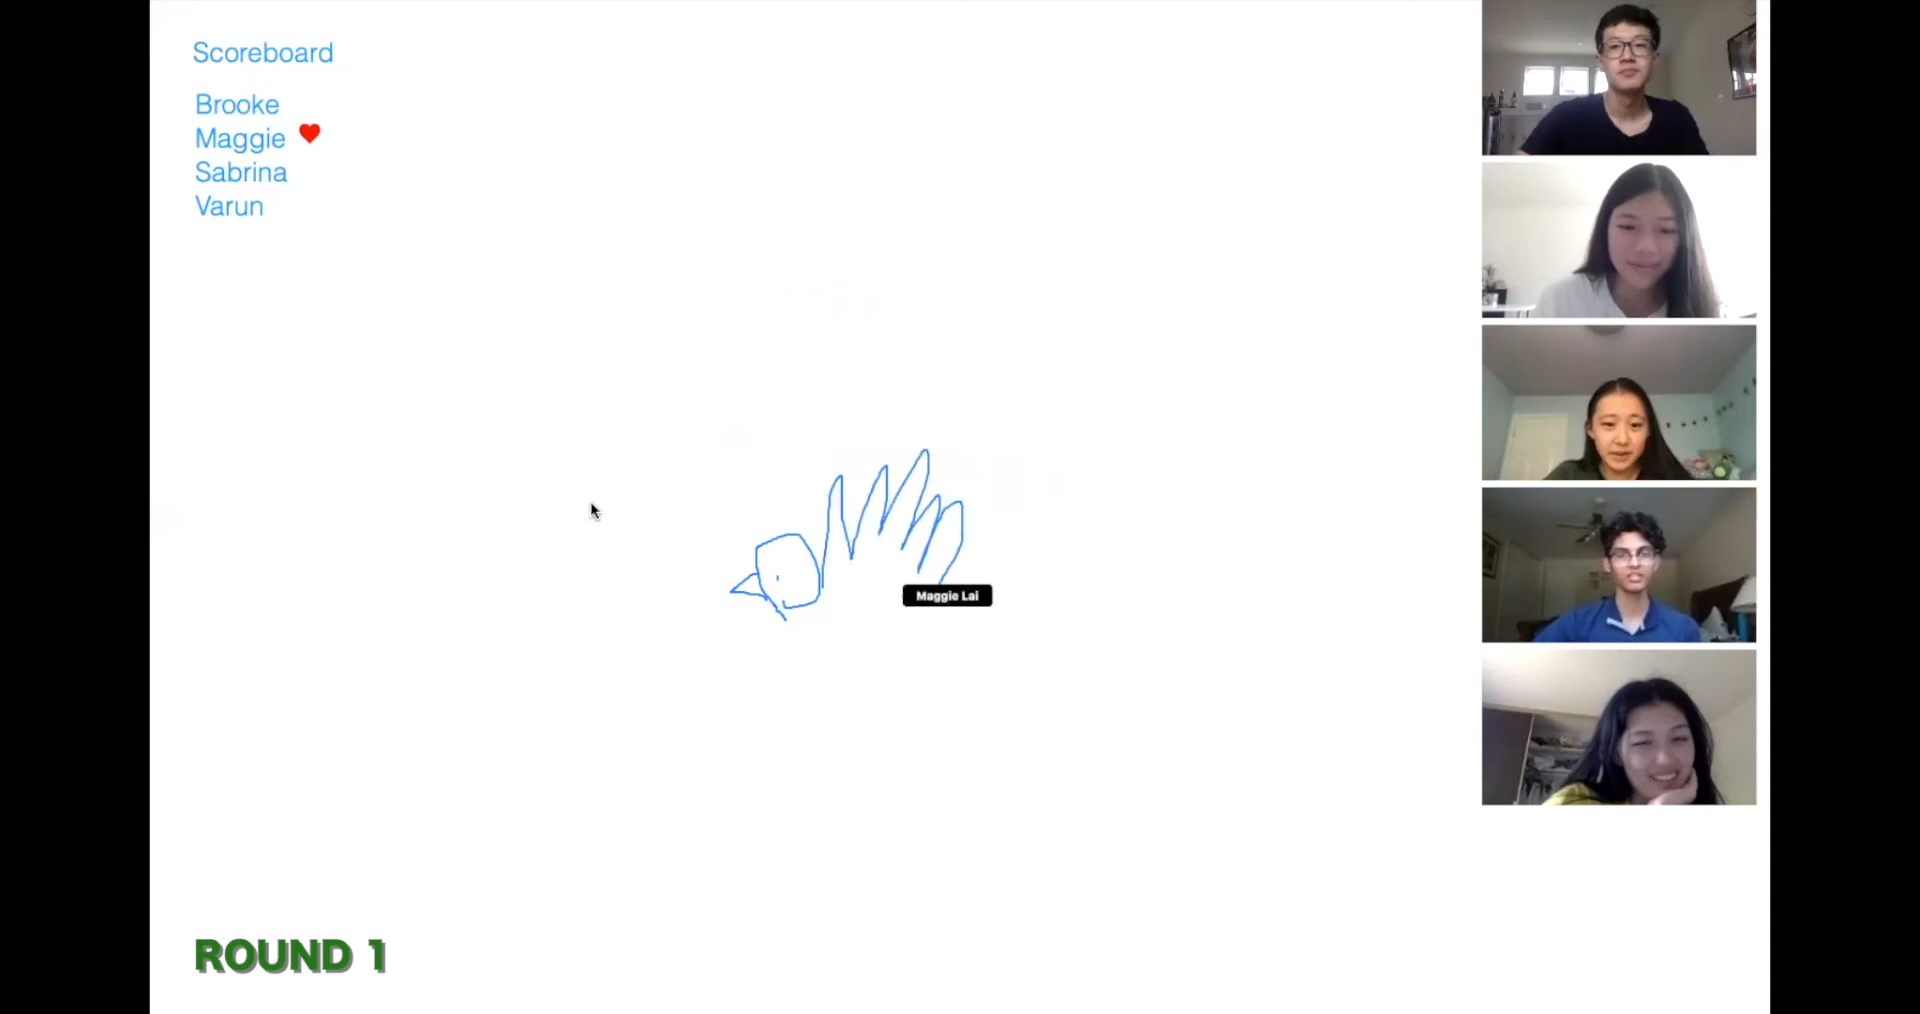 Scoreboard
Brooke
Maggie ❤
Sabrina
Varun
Maggie Lai
ROUND 1